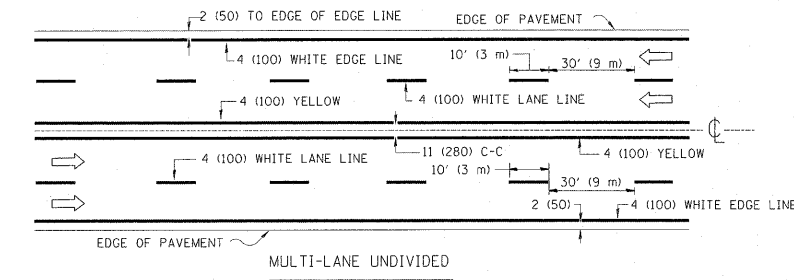 2 (50) TO EDGE OF EDGE LINE
EDGE OF PAVEMENT
4 (100) WHITE EDGE LINE
10' (3 m)
30' (9 m)
4 (100) YELLOW
4 (100) WHITE LANE LINE
℄
4 (100) WHITE LANE LINE
11 (280) C-C
4 (100) YELLOW
10' (3 m)
30' (9 m)
2 (50)
4 (100) WHITE EDGE LINE
EDGE OF PAVEMENT
MULTI-LANE UNDIVIDED